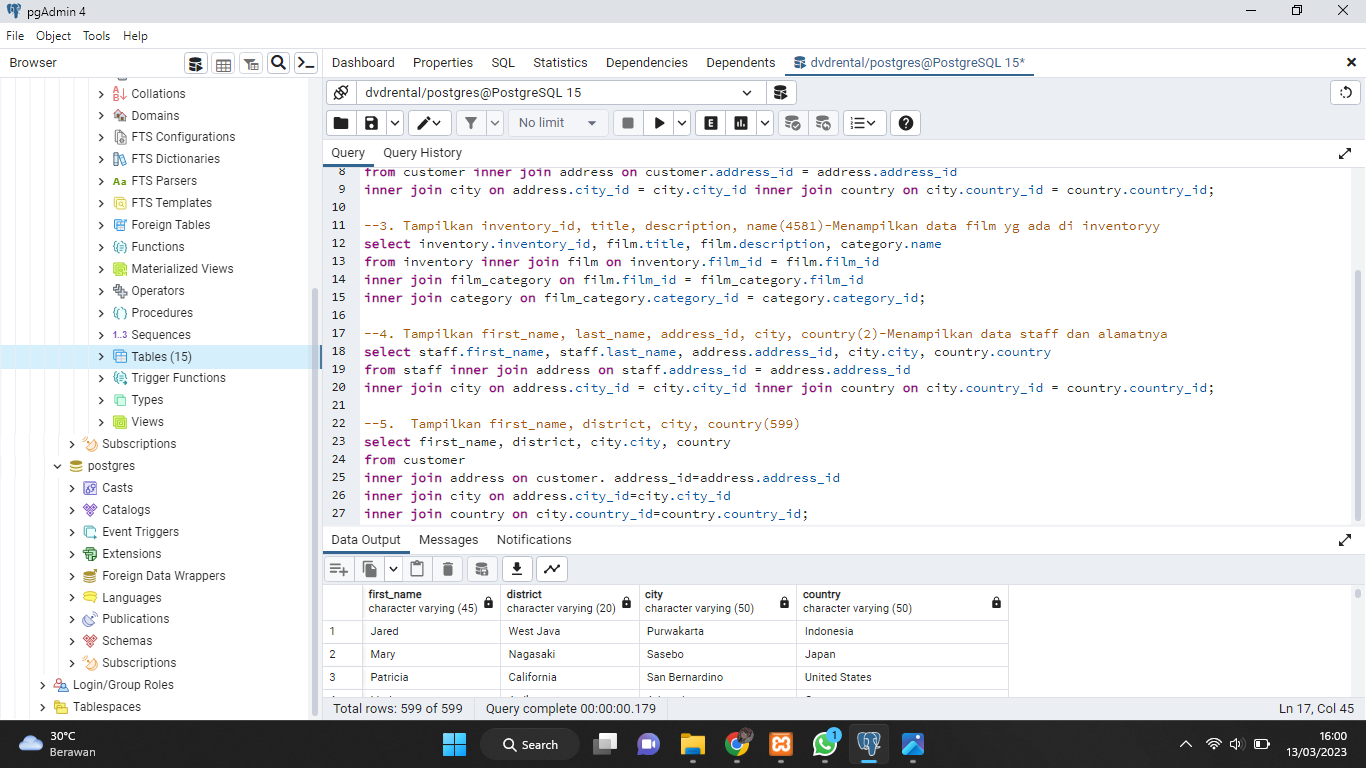 pgAdmin 4
File Object Tools Help
Browser
Dashboard Properties SQL Statistics Dependencies Dependents dvdrental/postgres@PostgreSQL 15*
Collations
Domains
FTS Configurations
FTS Dictionaries
Aa FTS Parsers
FTS Templates
Foreign Tables
Functions
Materialized Views
Operators
Procedures
1..3 Sequences
Tables (15)
Trigger Functions
Types
Views
Subscriptions
postgres
Casts
Catalogs
Event Triggers
Extensions
Foreign Data Wrappers
Languages
Publications
Schemas
Subscriptions
Login/Group Roles
Tablespaces
dvdrental/postgres@PostgreSQL 15
No limit
E
Query Query History
8 from customer inner join address on customer.address_id = address.address_id
9 inner join city on address.city_id = city.city_id inner join country on city.country_id = country.country_id;
10
11 --3. Tampilkan inventory_id, title, description, name(4581)-Menampilkan data film yg ada di inventoryy
12 select inventory.inventory_id, film.title, film.description, category.name
13 from inventory inner join film on inventory.film_id = film.film_id
14 inner join film_category on film.film_id = film_category.film_id
15 inner join category on film_category.category_id = category.category_id;
16
17 --4. Tampilkan first_name, last_name, address_id, city, country(2)-Menampilkan data staff dan alamatnya
18 select staff.first_name, staff.last_name, address.address_id, city.city, country.country
19 from staff inner join address on staff.address_id = address.address_id
20 inner join city on address.city_id = city.city_id inner join country on city.country_id = country.country_id;
21
22 --5.  Tampilkan first_name, district, city, country(599)
23 select first_name, district, city.city, country
24 from customer
25 inner join address on customer. address_id=address.address_id
26 inner join city on address.city_id=city.city_id
27 inner join country on city.country_id=country.country_id;
Data Output Messages Notifications
first_name district city country
character varying (45) character varying (20) character varying (50) character varying (50)
1 Jared West Java Purwakarta Indonesia
2 Mary Nagasaki Sasebo Japan
3 Patricia California San Bernardino United States
Total rows: 599 of 599 Query complete 00:00:00.179 Ln 17, Col 45
30°C
Berawan
Search
1
16:00
13/03/2023